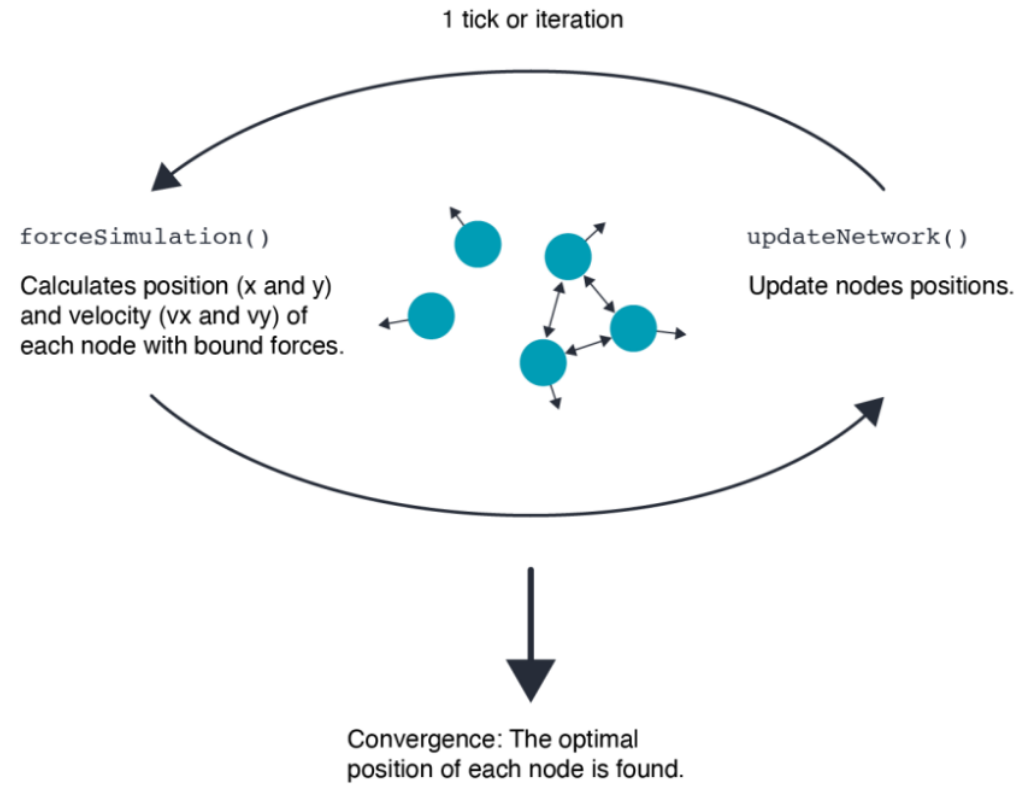 1 tick or iteration
forceSimulation()
Calculates position (x and y)
and velocity (vx and vy) of
each node with bound forces.
updateNetwork()
Update nodes positions.
Convergence: The optimal
position of each node is found.